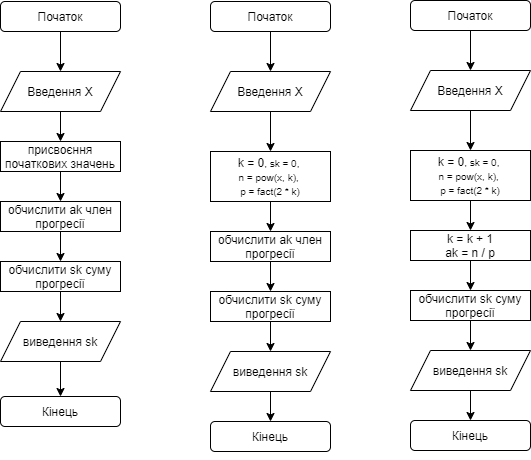 Початок
Введення X
присвоєння
початкових значень
обчислити ak член
прогресії
обчислити sk суму
прогресії
виведення sk
Кінець
Початок
Введення X
k = 0, sk = 0,
n = pow(x, k),
p = fact(2 * k)
обчислити ak член
прогресії
обчислити sk суму
прогресії
виведення sk
Кінець
Початок
Введення X
k = 0, sk = 0,
n = pow(x, k),
p = fact(2 * k)
k = k + 1
ak = n / p
обчислити sk суму
прогресії
виведення sk
Кінець